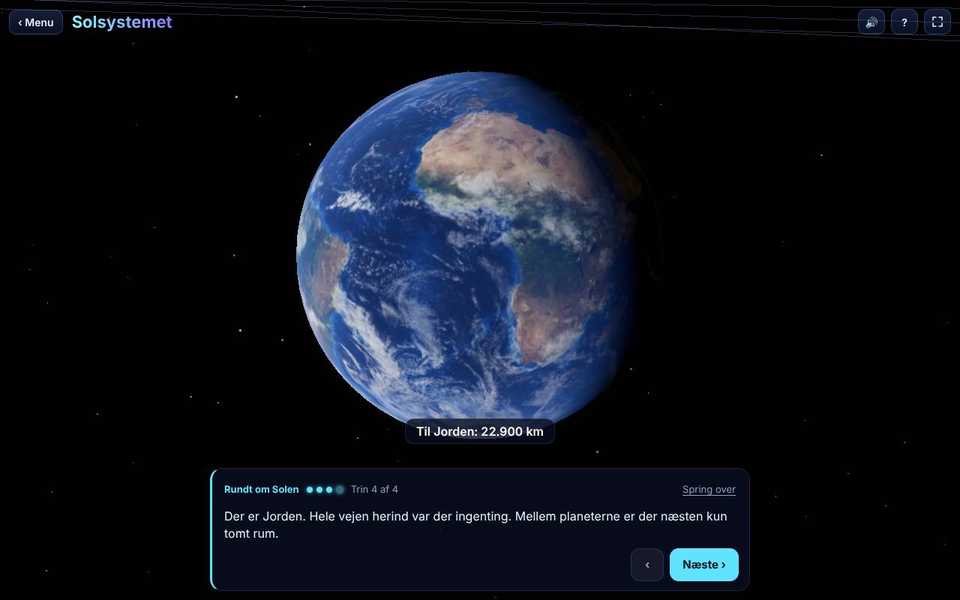 ‹ Menu
Solsystemet
?
Til Jorden: 22.900 km
Rundt om Solen
Trin 4 af 4
Spring over
Der er Jorden. Hele vejen herind var der ingenting. Mellem planeterne er der næsten kun
tomt rum.
‹
Næste ›